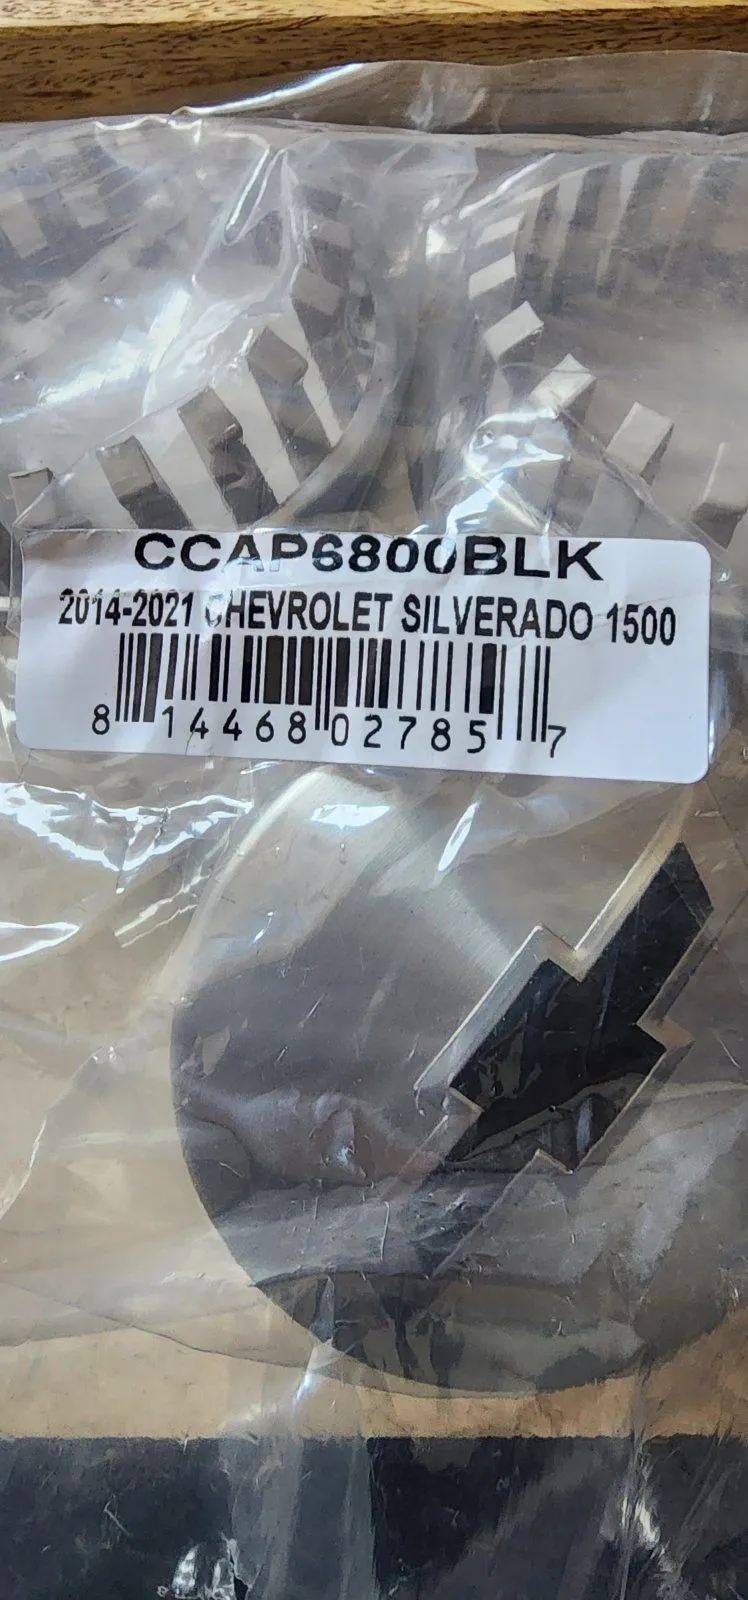 CCAP6800BLK
2014-2021 CHEVROLET SILVERADO 1500
8 14468 02785 7